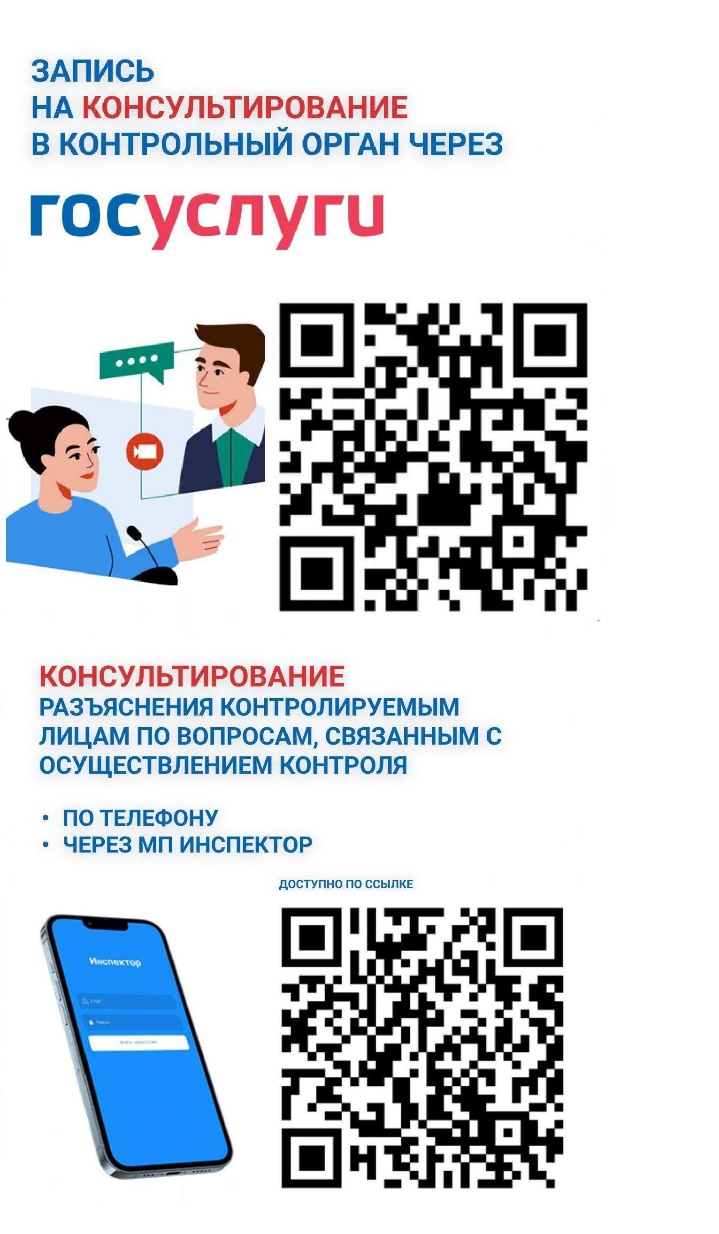 ЗАПИСЬ
НА КОНСУЛЬТИРОВАНИЕ
В КОНТРОЛЬНЫЙ ОРГАН ЧЕРЕЗ
госуслуги
КОНСУЛЬТИРОВАНИЕ
РАЗЪЯСНЕНИЯ КОНТРОЛИРУЕМЫМ
ЛИЦАМ ПО ВОПРОСАМ, СВЯЗАННЫМ С
ОСУЩЕСТВЛЕНИЕМ КОНТРОЛЯ
• ПО ТЕЛЕФОНУ
• ЧЕРЕЗ МП ИНСПЕКТОР
ДОСТУПНО ПО ССЫЛКЕ
Инспектор